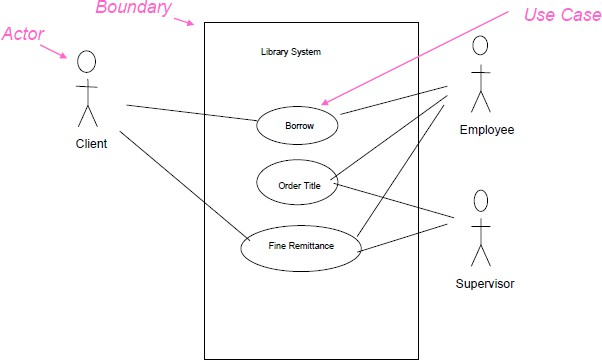 Boundary
Use Case
Actor
Library System
Borrow
Employee
Client
Order Title
Fine Remittance
Supervisor